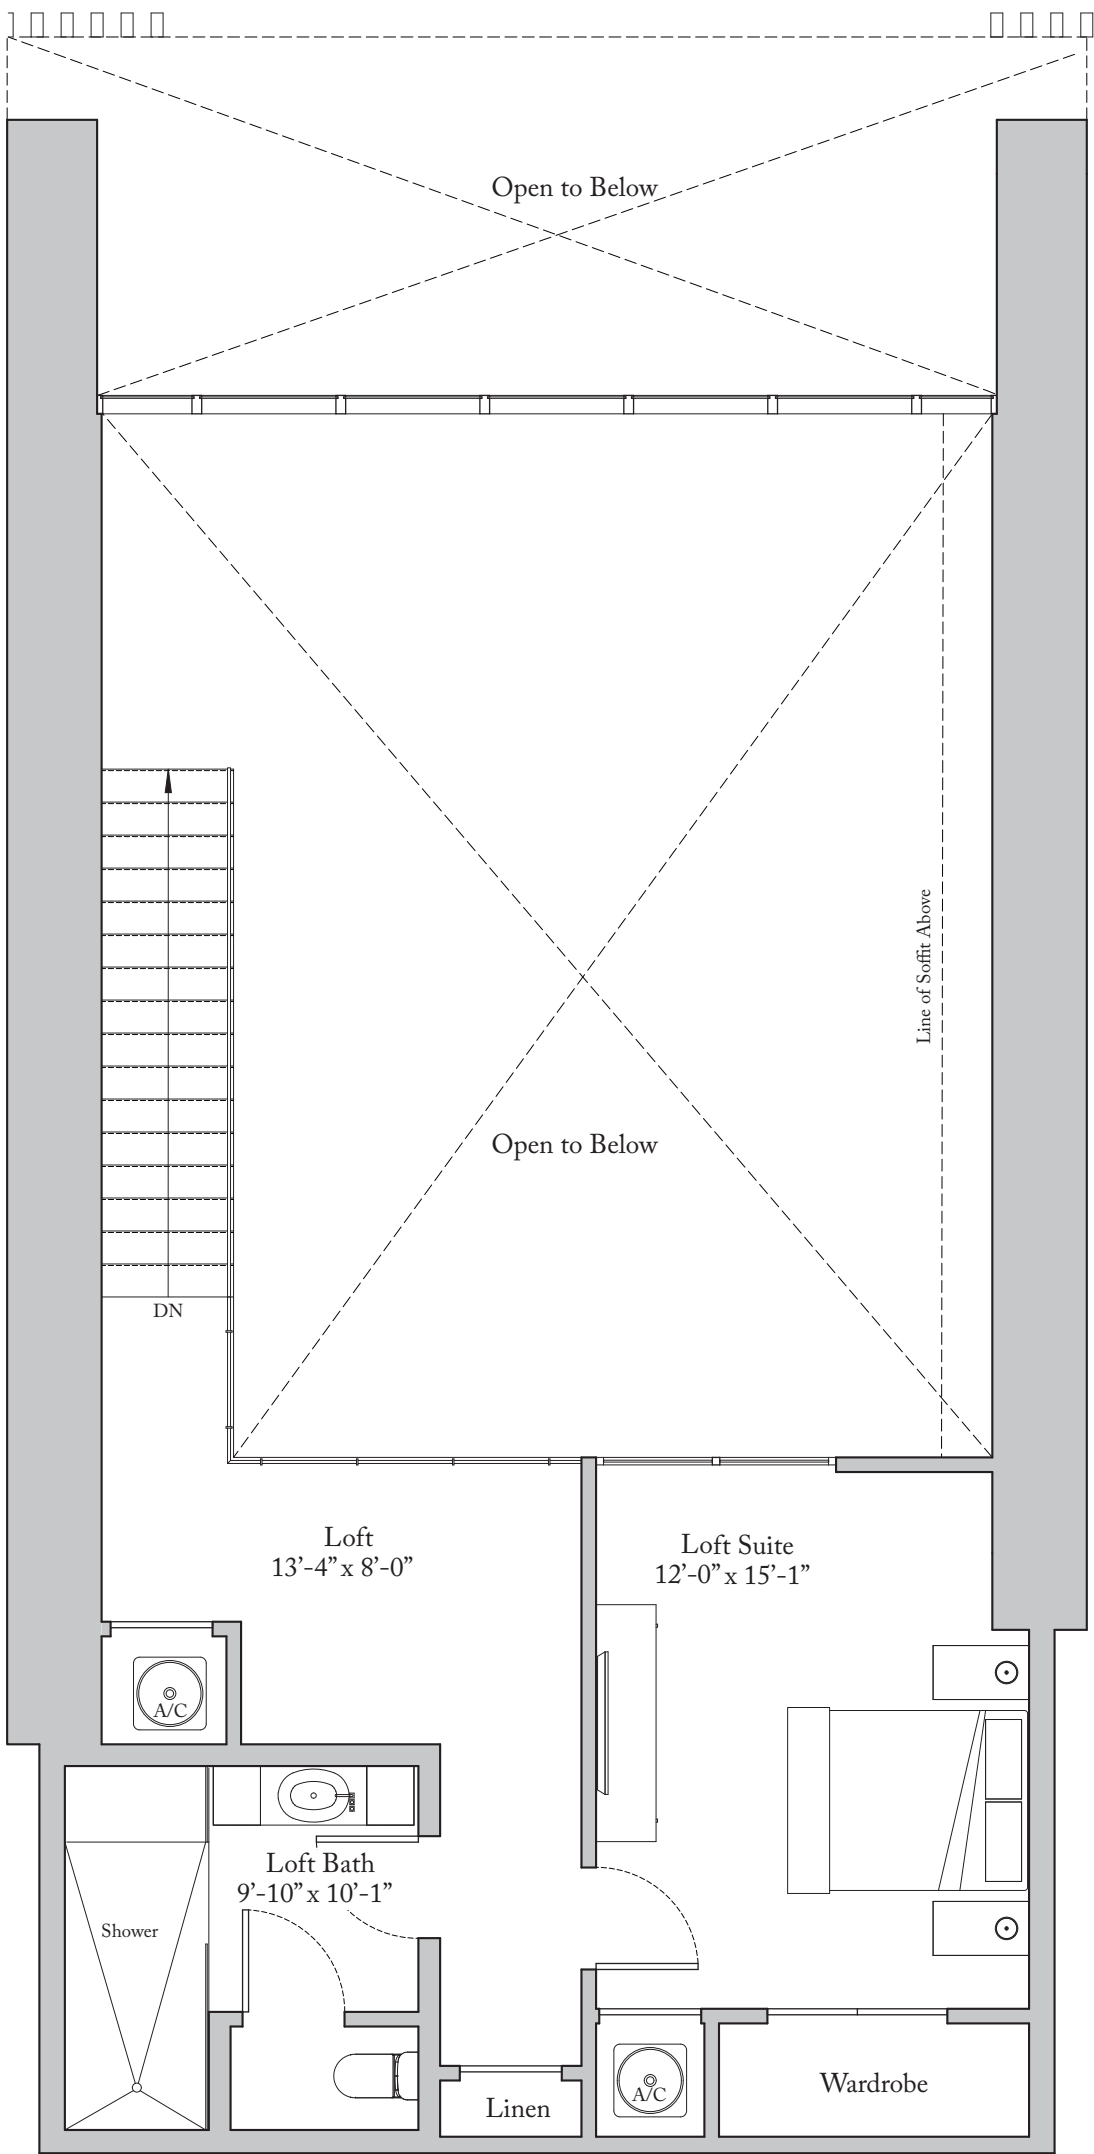 Open to Below
Line of Soffit Above
Open to Below
DN
Loft
13’-4” x 8’-0”
Loft Suite
12’-0” x 15’-1”
A/C
Loft Bath
9’-10” x 10’-1”
Shower
A/C
Wardrobe
Linen